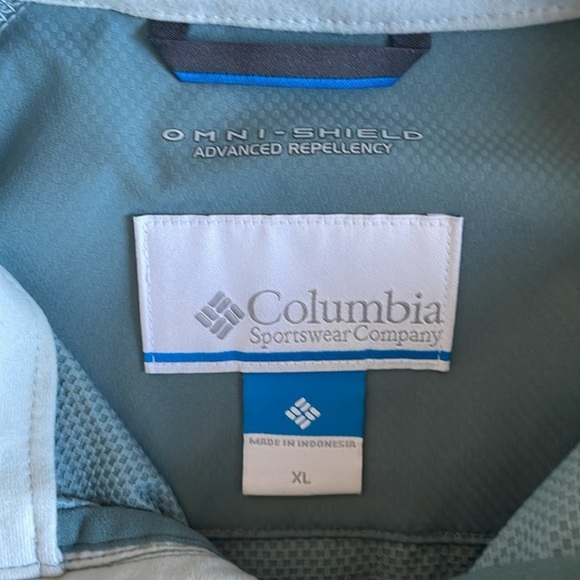 OMNI-SHIELD
ADVANCED REPELLENCY
Columbia
Sportswear Company
MADE IN INDONESIA
XL